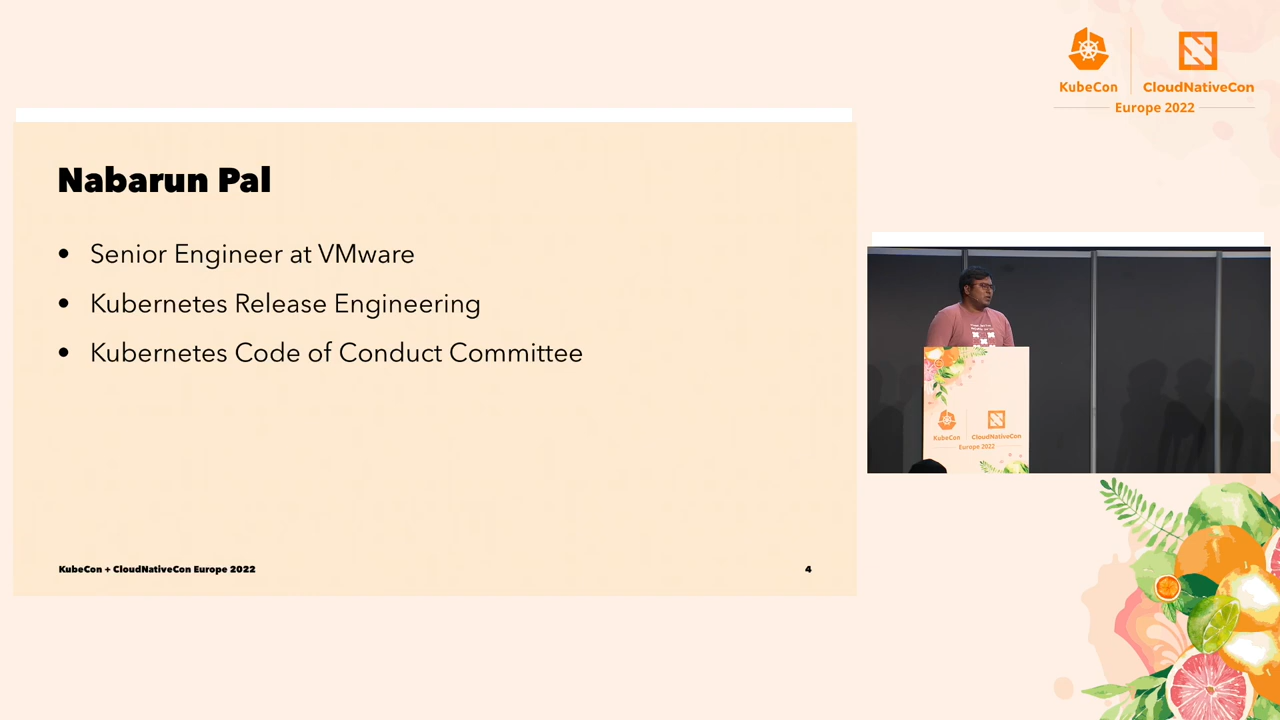 KubeCon
CloudNativeCon
Europe 2022
Nabarun Pal
• Senior Engineer at VMware
• Kubernetes Release Engineering
• Kubernetes Code of Conduct Committee
KubeCon + CloudNativeCon Europe 2022
4
KubeCon
CloudNativeCon
Europe 2022